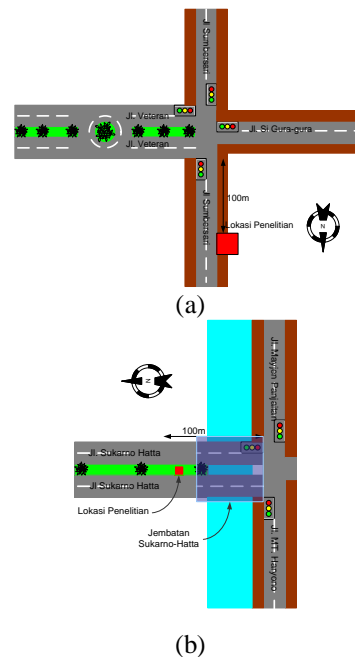 Jl. Sumbersari
Jl. Veteran
Jl. Si Gura-gura
Jl. Veteran
100m
Jl. Sumbersari
Lokasi Penelitian
N
(a)
Jl. Mayjen Panjaitan
N
100m
Jl. Sukarno Hatta
Jl Sukarno Hatta
Lokasi Penelitian
Jembatan
Sukarno-Hatta
Jl. MT. Haryono
(b)